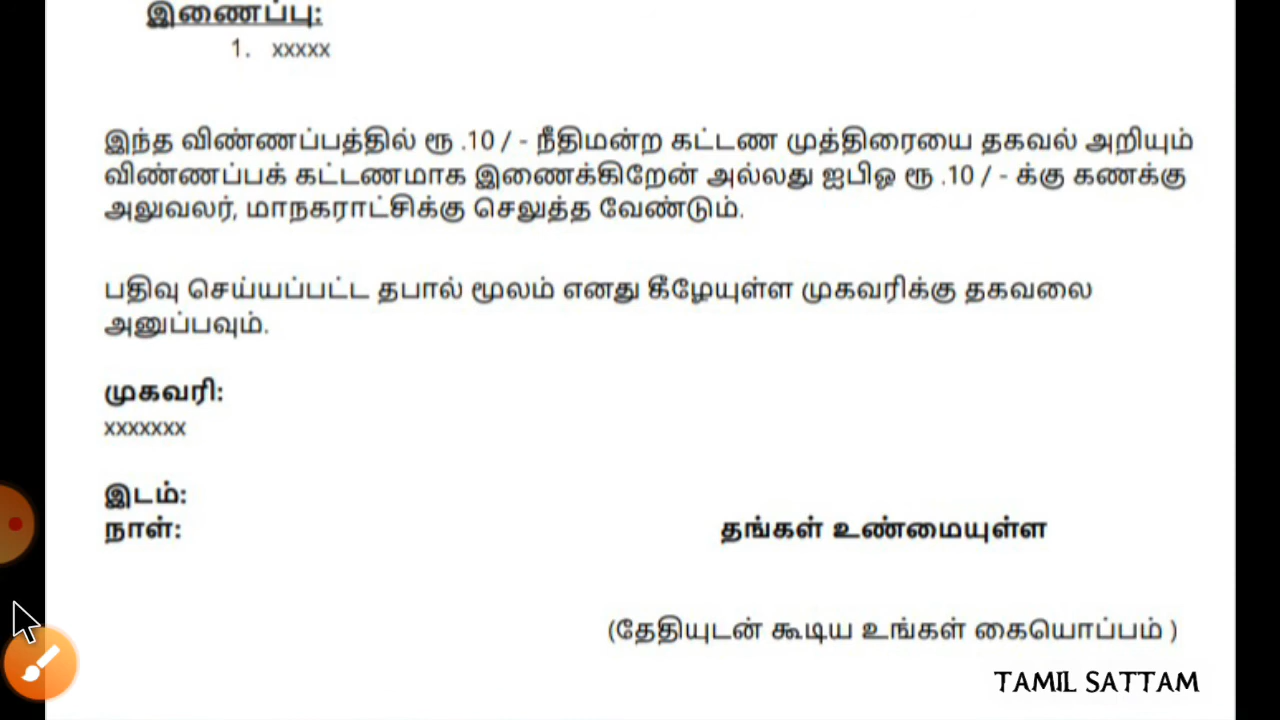 இணைப்பு:
1. xxxxx
இந்த விண்ணப்பத்தில் ரூ .10 / - நீதிமன்ற கட்டண முத்திரையை தகவல் அறியும்
விண்ணப்பக் கட்டணமாக இணைக்கிறேன் அல்லது ஐபிஓ ரூ .10 / - க்கு கணக்கு
அலுவலர், மாநகராட்சிக்கு செலுத்த வேண்டும்.
பதிவு செய்யப்பட்ட தபால் மூலம் எனது கீழேயுள்ள முகவரிக்கு தகவலை
அனுப்பவும்.
முகவரி:
xxxxxxx
இடம்:
நாள்:
தங்கள் உண்மையுள்ள
(தேதியுடன் கூடிய உங்கள் கையொப்பம் )
TAMIL SATTAM